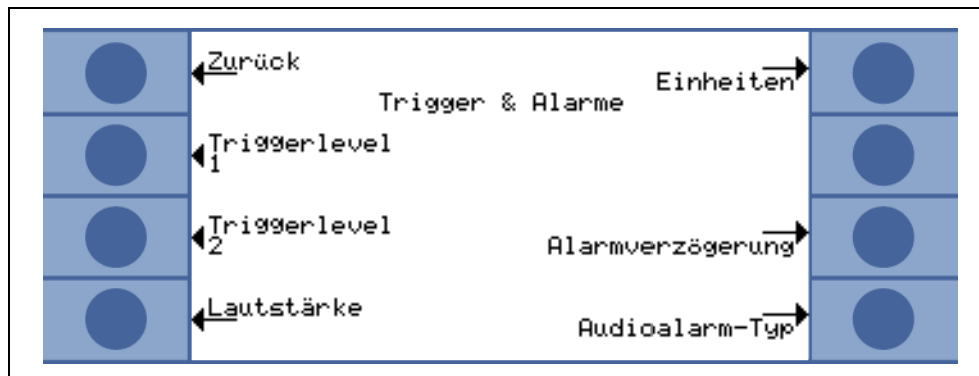 Zurück
Einheiten
Trigger & Alarme
Triggerlevel
1
Triggerlevel
2
Alarmverzögerung
Lautstärke
Audioalarm-Typ